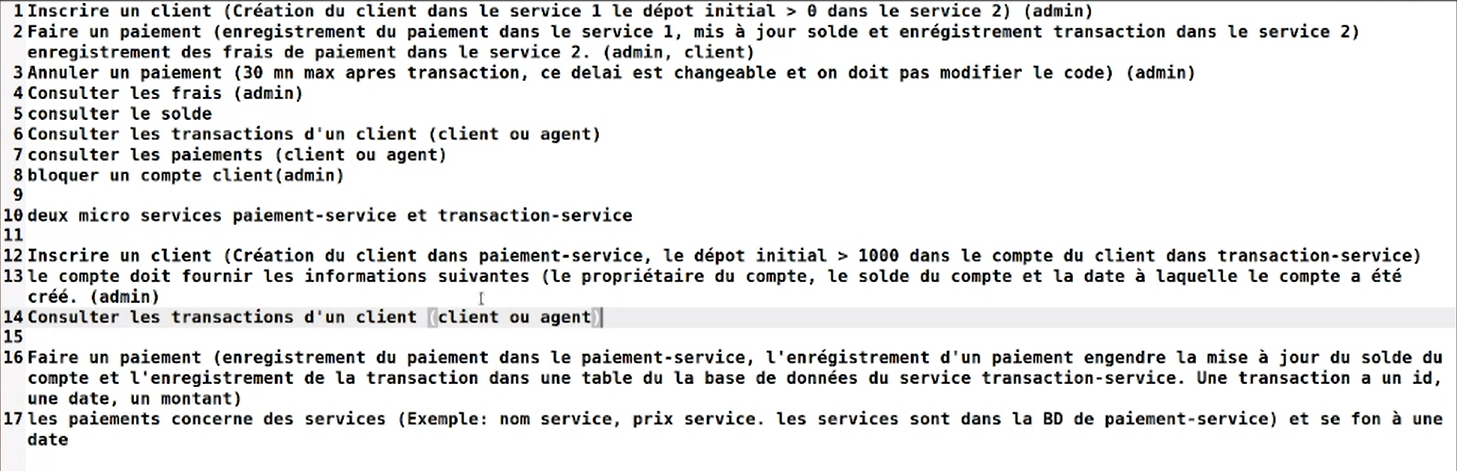 1 Inscrire un client (Création du client dans le service 1 le dépot initial > 0 dans le service 2) (admin)
2 Faire un paiement (enregistrement du paiement dans le service 1, mis à jour solde et enrégistrement transaction dans le service 2)
enregistrement des frais de paiement dans le service 2. (admin, client)
3 Annuler un paiement (30 mn max apres transaction, ce delai est changeable et on doit pas modifier le code) (admin)
4 Consulter les frais (admin)
5 consulter le solde
6 Consulter les transactions d'un client (client ou agent)
7 consulter les paiements (client ou agent)
8 bloquer un compte client(admin)
9
10 deux micro services paiement-service et transaction-service
11
12 Inscrire un client (Création du client dans paiement-service, le dépôt initial > 1000 dans le compte du client dans transaction-service)
13 le compte doit fournir les informations suivantes (le propriétaire du compte, le solde du compte et la date à laquelle le compte a été
créé. (admin)
14 Consulter les transactions d'un client (client ou agent)
15
16 Faire un paiement (enregistrement du paiement dans le paiement-service, l'enrégistrement d'un paiement engendre la mise à jour du solde du
compte et l'enregistrement de la transaction dans une table du la base de données du service transaction-service. Une transaction a un id,
une date, un montant)
17 les paiements concerne des services (Exemple: nom service, prix service. les services sont dans la BD de paiement-service) et se fon à une
date